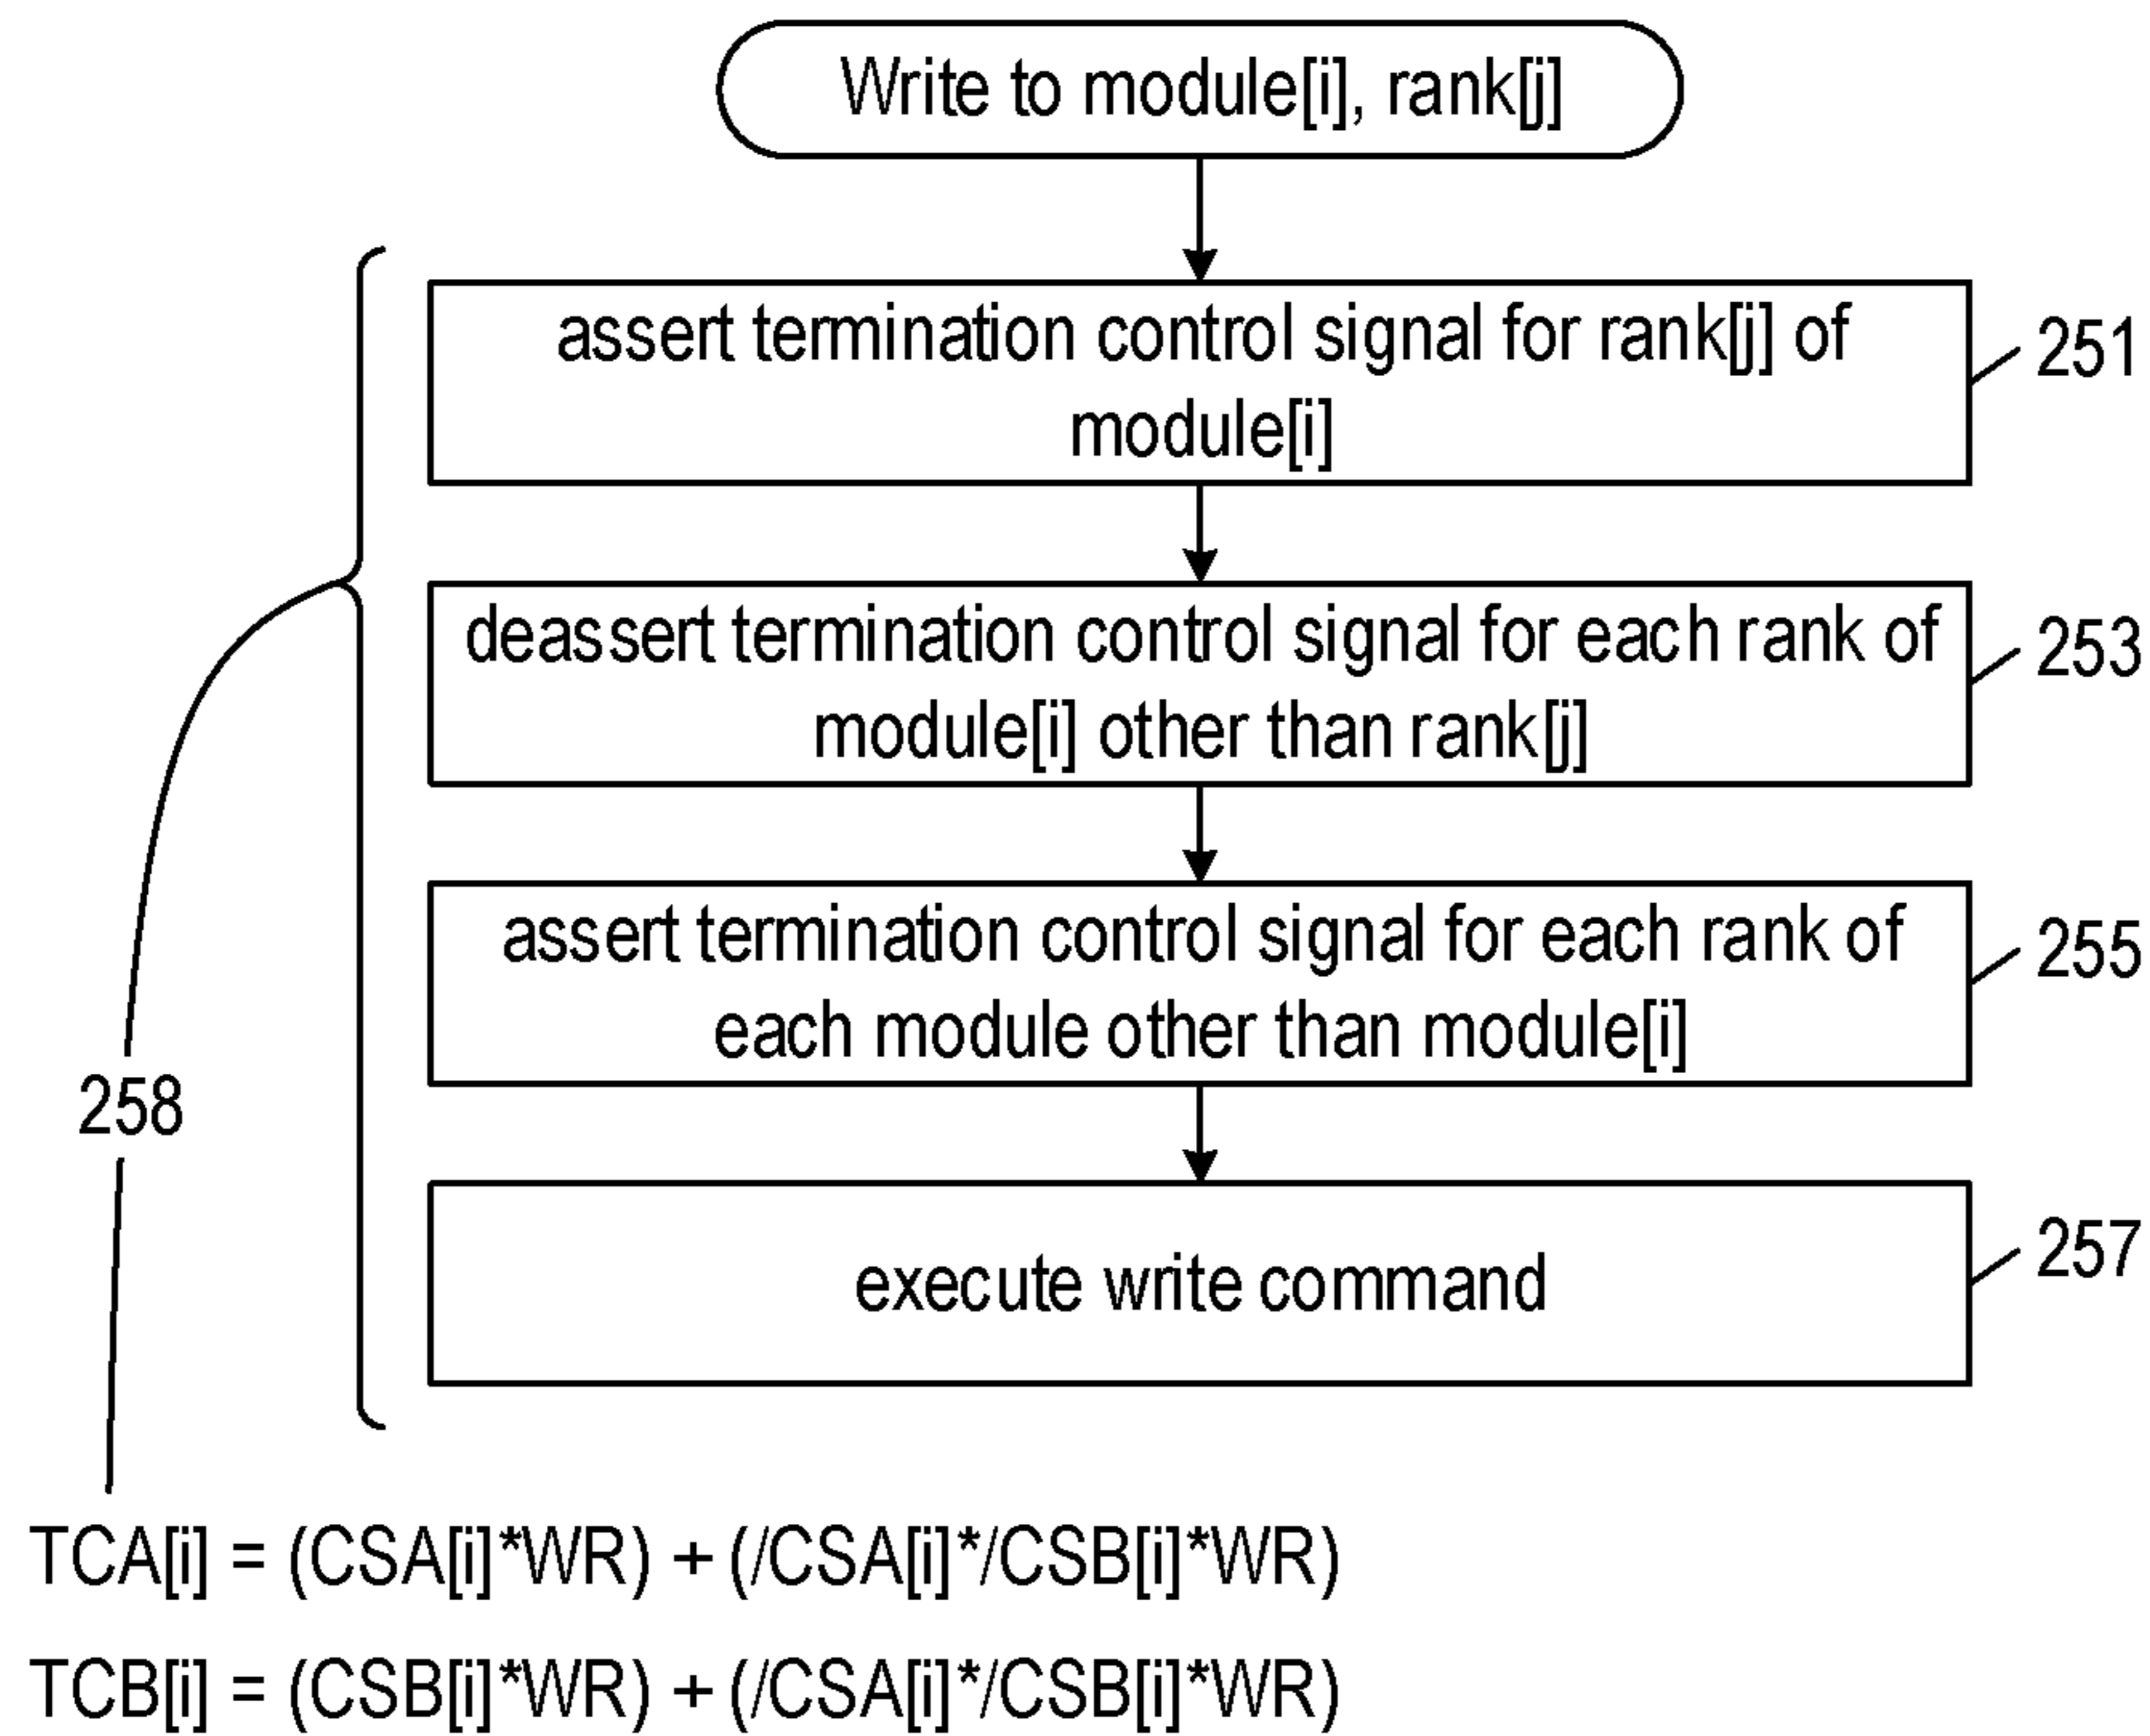 Write to module[i], rank[j]
assert termination control signal for rank[j] of
module[i]
251
deassert termination control signal for each rank of
module[i] other than rank[j]
253
assert termination control signal for each rank of
each module other than module[i]
255
258
execute write command
257
TCA[i] = (CSA[i]*WR) + (/CSA[i]*/CSB[i]*WR)
TCB[i] = (CSB[i]*WR) + (/CSA[i]*/CSB[i]*WR)